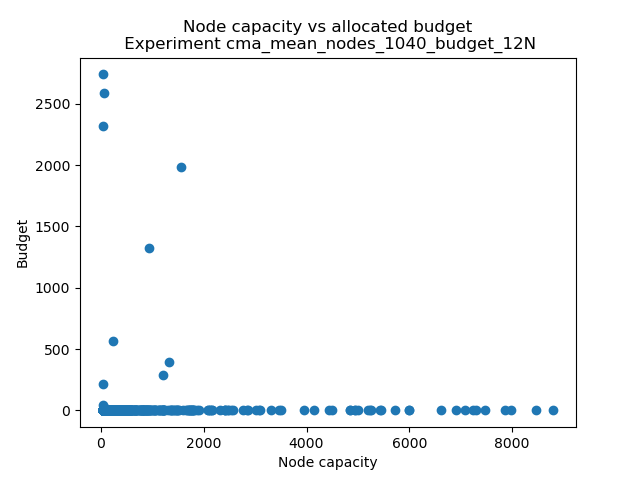 Node capacity vs allocated budget
Experiment cma_mean_nodes_1040_budget_12N
2500
2000
1500
1000
500
0
Budget
0 2000 4000 6000 8000
Node capacity